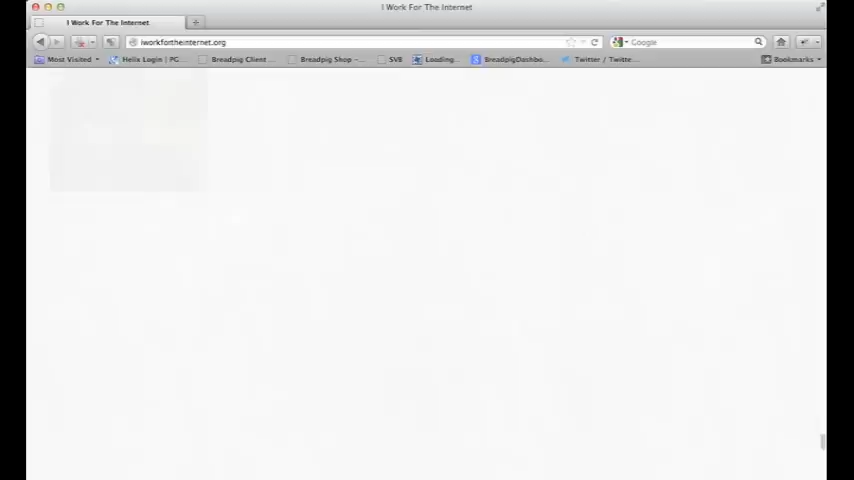 I Work For The Internet
I Work For The Internet
iworkfortheinternet.org
Google
Most Visited
Helix Login | PG...
Breadpig Client ...
Breadpig Shop –...
SVB
Loading...
BreadpigDashbo...
Twitter / Twitte...
Bookmarks